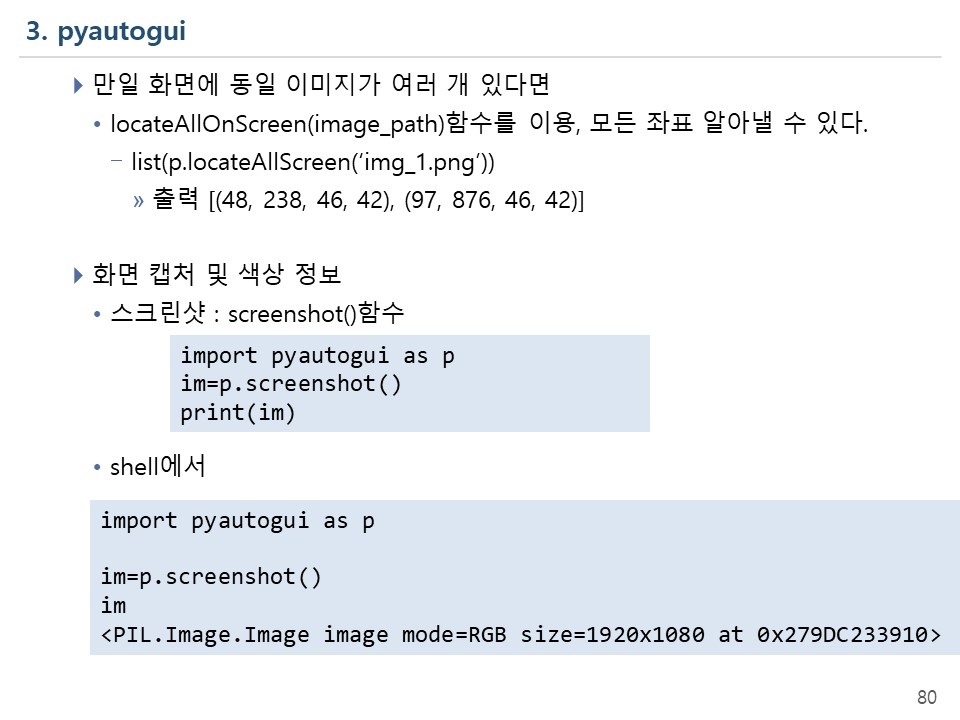 3. pyautogui
만일 화면에 동일 이미지가 여러 개 있다면
• locateAllOnScreen(image_path)함수를 이용, 모든 좌표 알아낼 수 있다.
– list(p.locateAllScreen(‘img_1.png’))
» 출력 [(48, 238, 46, 42), (97, 876, 46, 42)]
화면 캡처 및 색상 정보
• 스크린샷 : screenshot()함수
import pyautogui as p
im=p.screenshot()
print(im)
• shell에서
import pyautogui as p
im=p.screenshot()
im
<PIL.Image.Image image mode=RGB size=1920x1080 at 0x279DC233910>
80